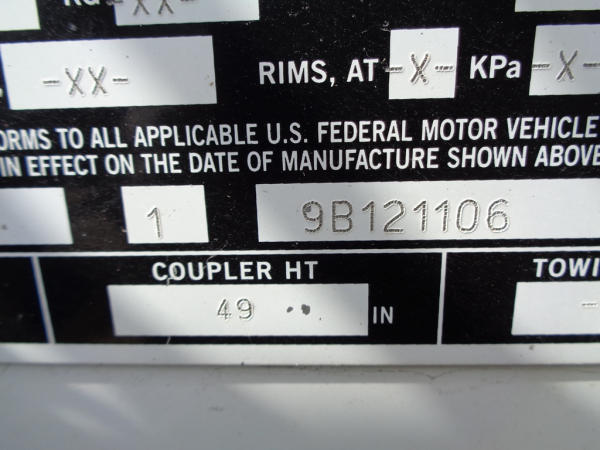 KG -XX-
-XX- RIMS, AT -X- KPa -X-
ORMS TO ALL APPLICABLE U.S. FEDERAL MOTOR VEHICLE
IN EFFECT ON THE DATE OF MANUFACTURE SHOWN ABOVE
1 9B121106
COUPLER HT TOWI
49 IN -